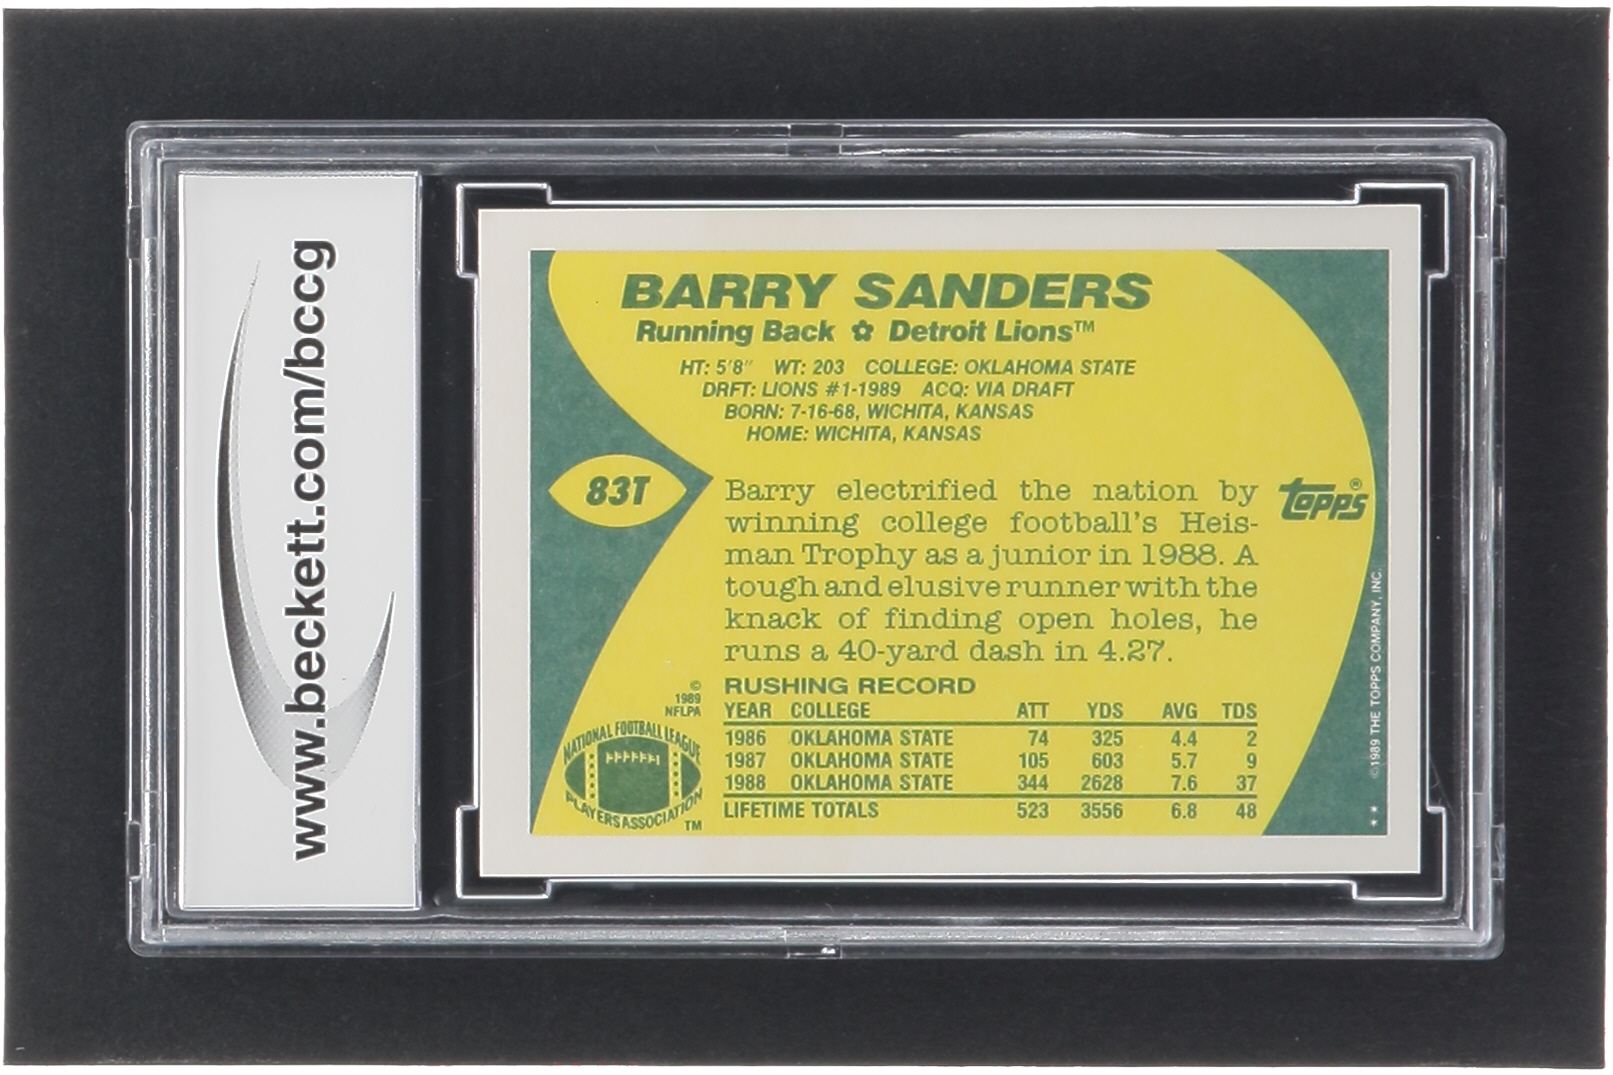 www.beckett.com/bccg
BARRY SANDERS
Running Back ✿ Detroit Lions™
HT: 5'8" WT: 203 COLLEGE: OKLAHOMA STATE
DRFT: LIONS #1-1989 ACQ: VIA DRAFT
BORN: 7-16-68, WICHITA, KANSAS
HOME: WICHITA, KANSAS
83T
Barry electrified the nation by
winning college football's Heis-
man Trophy as a junior in 1988. A
tough and elusive runner with the
knack of finding open holes, he
runs a 40-yard dash in 4.27.
topps®
RUSHING RECORD
YEAR COLLEGE ATT YDS AVG TDS
1986 OKLAHOMA STATE 74 325 4.4 2
1987 OKLAHOMA STATE 105 603 5.7 9
1988 OKLAHOMA STATE 344 2628 7.6 37
LIFETIME TOTALS 523 3556 6.8 48
©
1989
NFLPA
NATIONAL FOOTBALL LEAGUE
PLAYERS ASSOCIATION
TM
©1989 THE TOPPS COMPANY, INC.
**